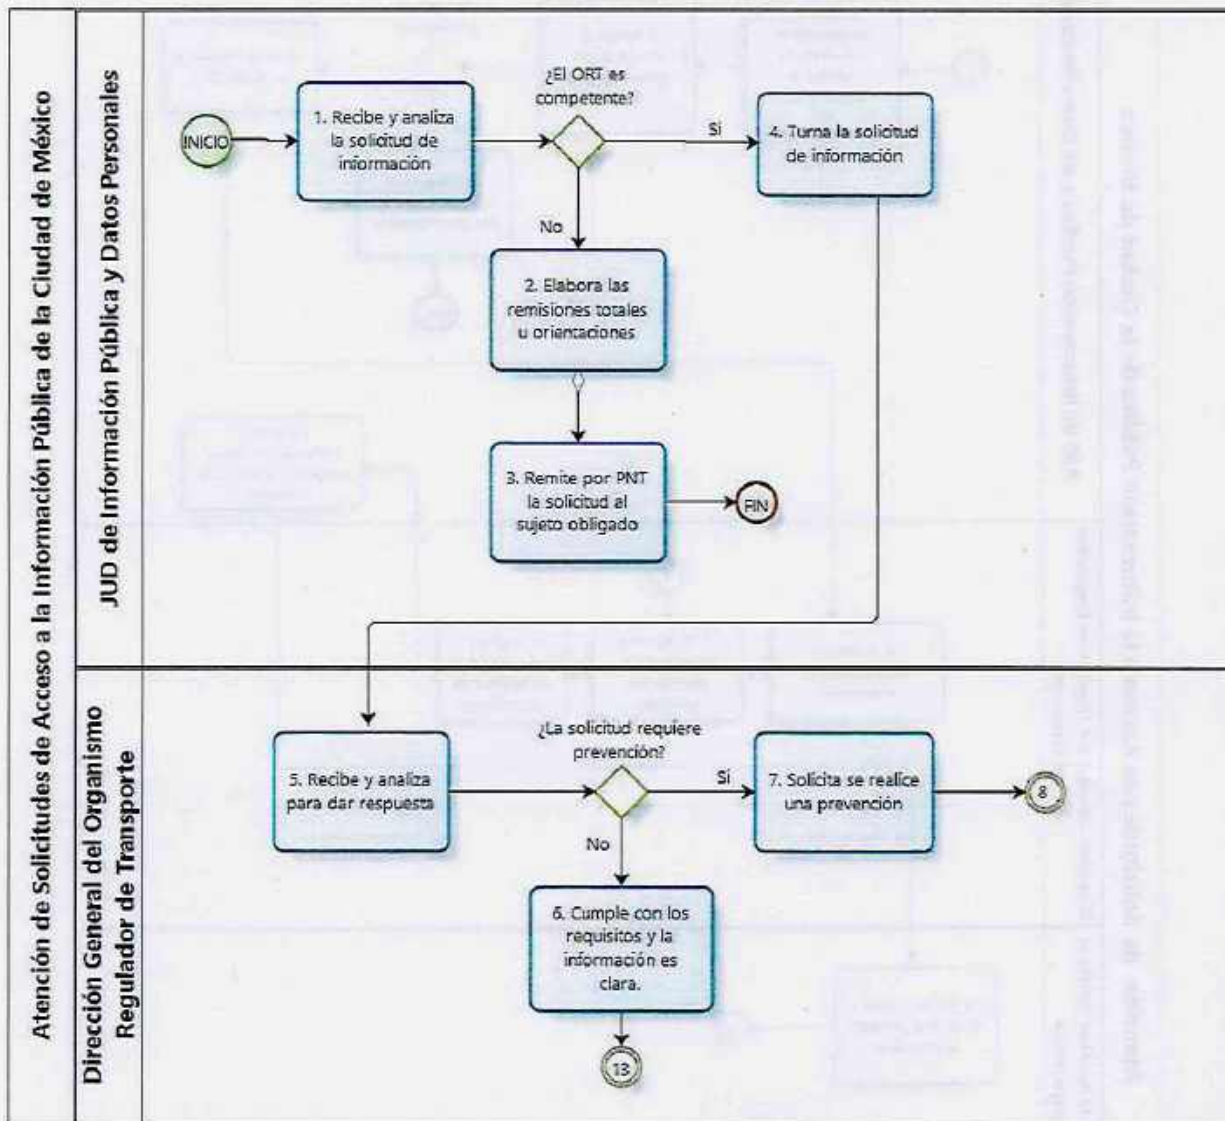 Atención de Solicitudes de Acceso a la Información Pública de la Ciudad de México
JUD de Información Pública y Datos Personales
INICIO
1. Recibe y analiza
la solicitud de
información
¿El ORT es
competente?
Sí
4. Turna la solicitud
de información
No
2. Elabora las
remisiones totales
u orientaciones
3. Remite por PNT
la solicitud al
sujeto obligado
FIN
Dirección General del Organismo
Regulador de Transporte
5. Recibe y analiza
para dar respuesta
¿La solicitud requiere
prevención?
Sí
7. Solicita se realice
una prevención
8
No
6. Cumple con los
requisitos y la
información es
clara.
13